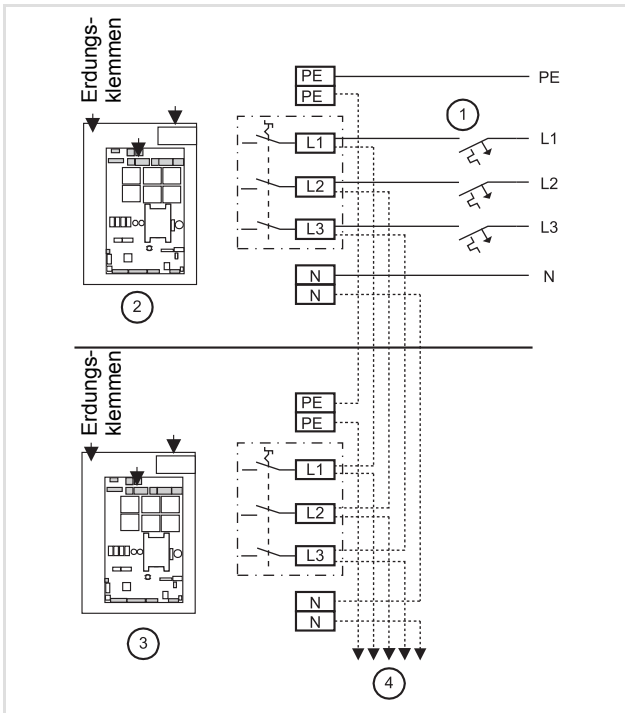 Erdungs-
klemmen
PE
PE
PE
1
L1
L1
L2
L2
L3
L3
N
N
N
2
Erdungs-
klemmen
PE
PE
L1
L2
L3
N
N
3
4